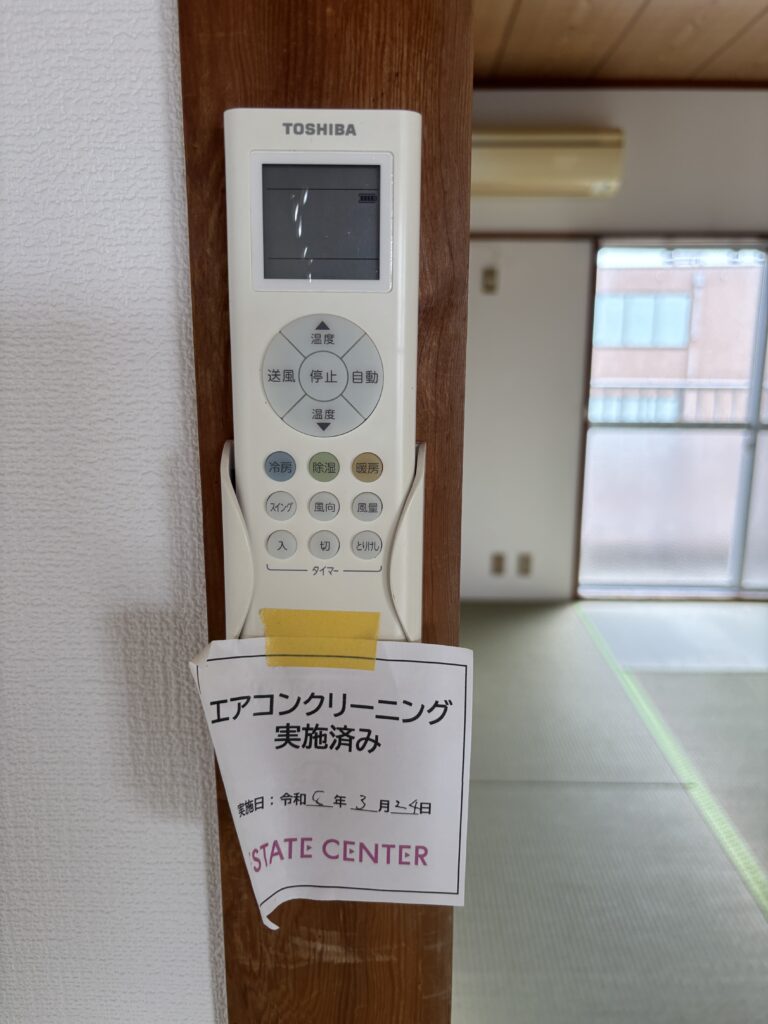 TOSHIBA
温度
送風 停止 自動
温度
冷房 除湿 暖房
スイング 風向 風量
入 切 とりけし
タイマー
エアコンクリーニング
実施済み
実施日:令和 年 3月24日
STATE CENTER